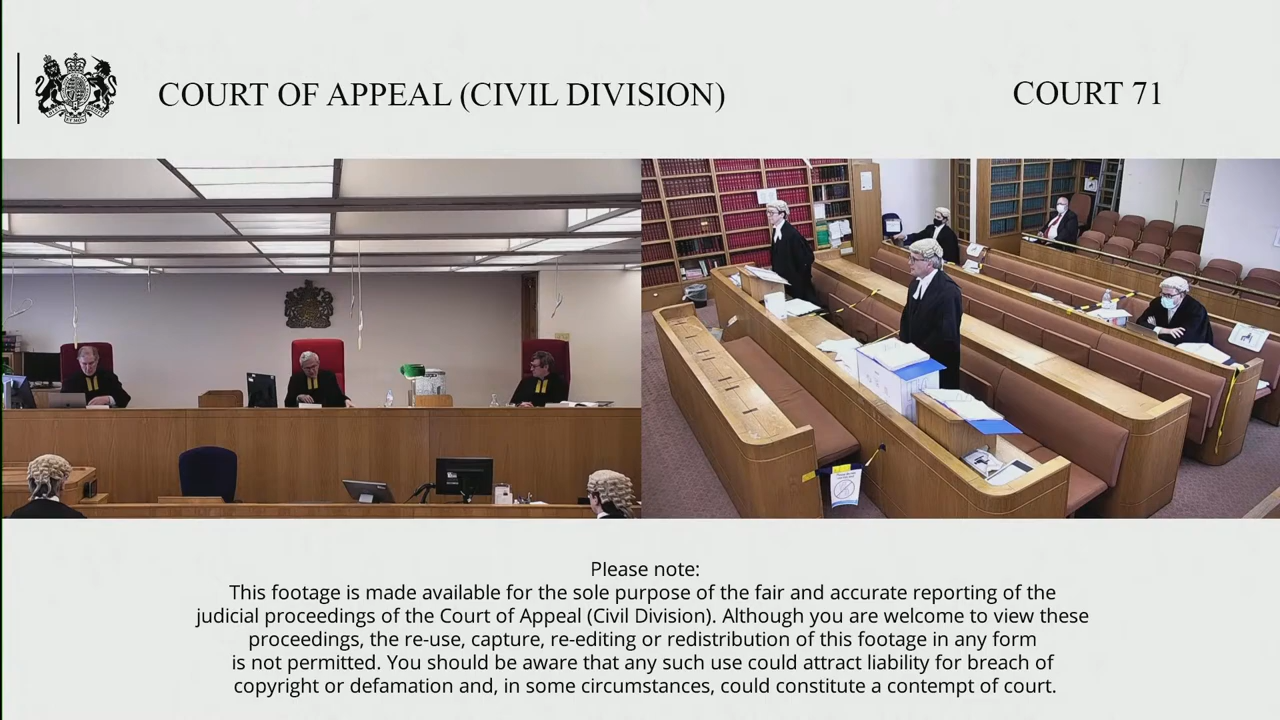 COURT OF APPEAL (CIVIL DIVISION)
COURT 71
Please note:
This footage is made available for the sole purpose of the fair and accurate reporting of the
judicial proceedings of the Court of Appeal (Civil Division). Although you are welcome to view these
proceedings, the re-use, capture, re-editing or redistribution of this footage in any form
is not permitted. You should be aware that any such use could attract liability for breach of
copyright or defamation and, in some circumstances, could constitute a contempt of court.